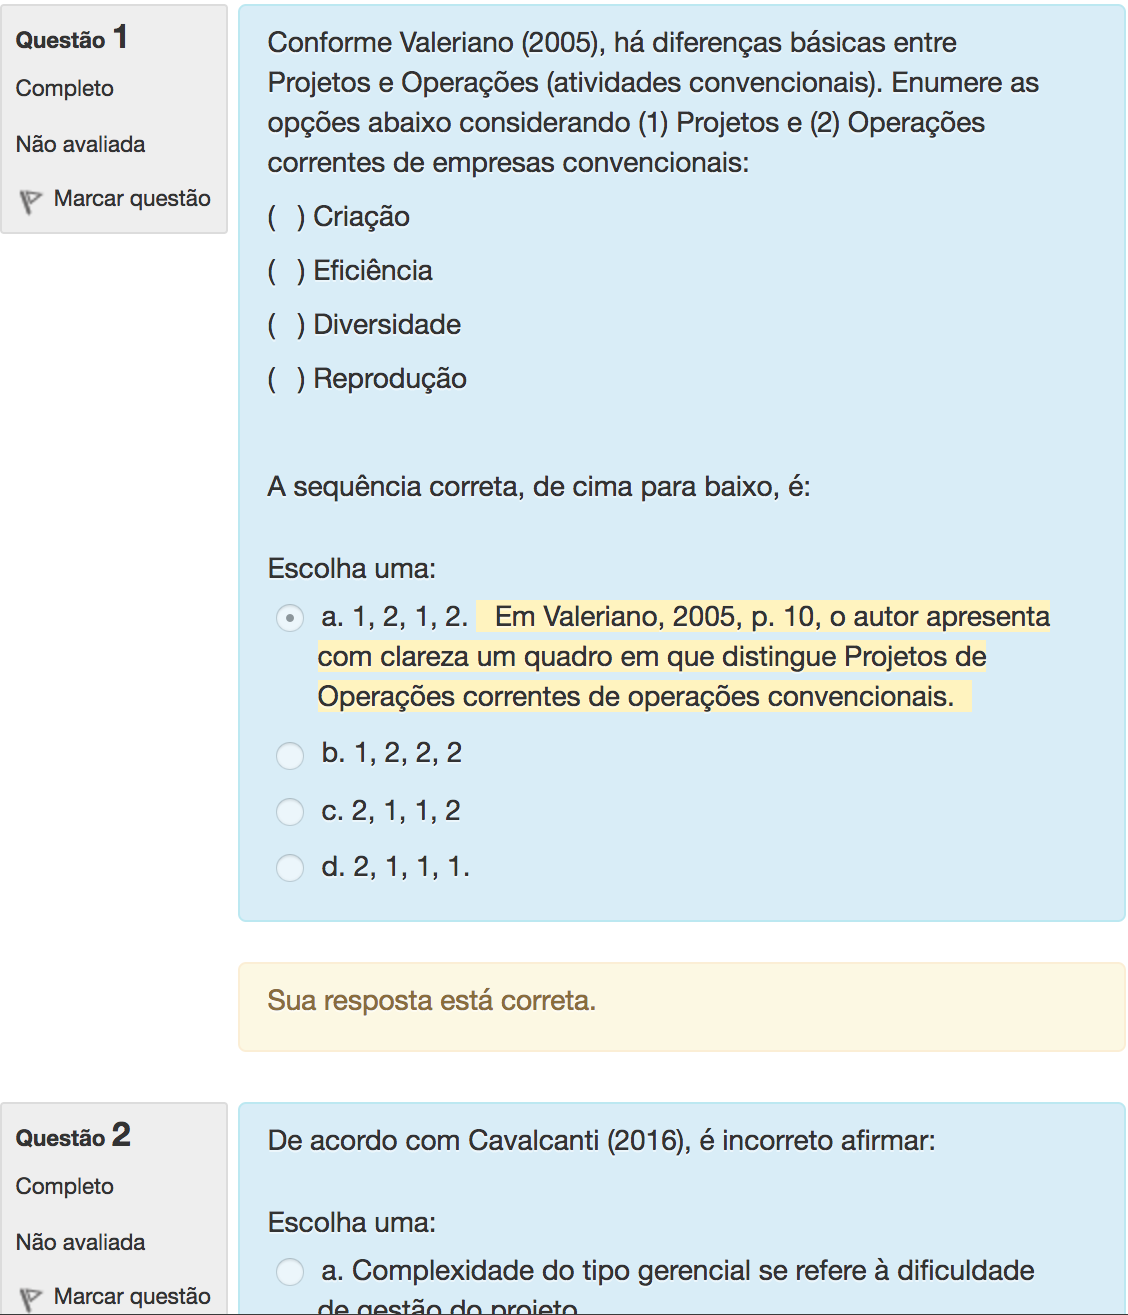 Questão 1
Completo
Não avaliada
Marcar questão
Conforme Valeriano (2005), há diferenças básicas entre
Projetos e Operações (atividades convencionais). Enumere as
opções abaixo considerando (1) Projetos e (2) Operações
correntes de empresas convencionais:
( ) Criação
( ) Eficiência
( ) Diversidade
( ) Reprodução
A sequência correta, de cima para baixo, é:
Escolha uma:
a. 1, 2, 1, 2. Em Valeriano, 2005, p. 10, o autor apresenta
com clareza um quadro em que distingue Projetos de
Operações correntes de operações convencionais.
b. 1, 2, 2, 2
c. 2, 1, 1, 2
d. 2, 1, 1, 1.
Sua resposta está correta.
Questão 2
Completo
Não avaliada
Marcar questão
De acordo com Cavalcanti (2016), é incorreto afirmar:
Escolha uma:
a. Complexidade do tipo gerencial se refere à dificuldade
de gestão do projeto